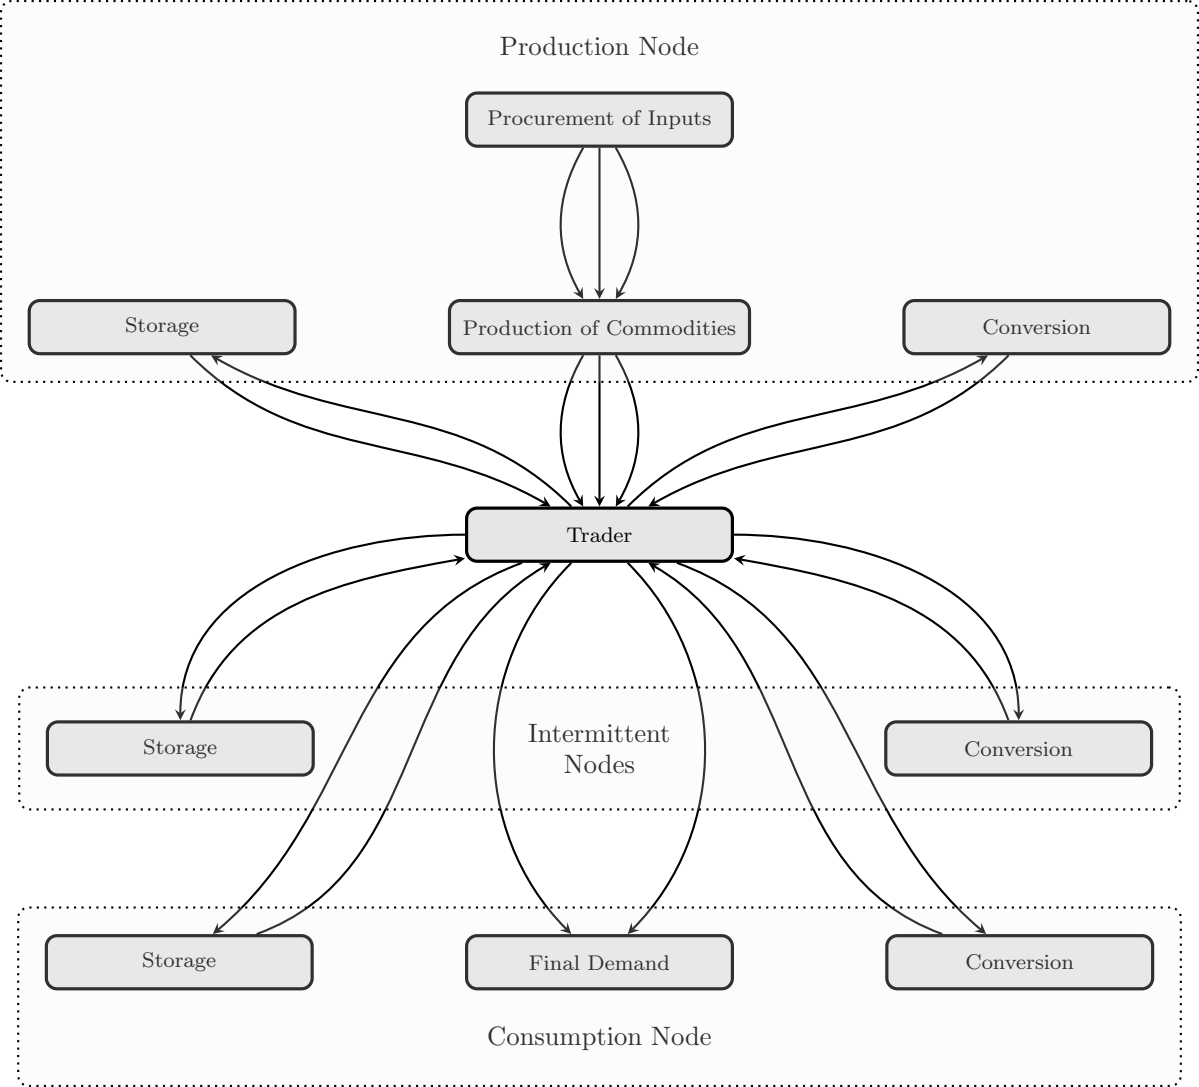 Production Node
Procurement of Inputs
Storage
Production of Commodities
Conversion
Trader
Storage
Intermittent
Nodes
Conversion
Storage
Final Demand
Conversion
Consumption Node